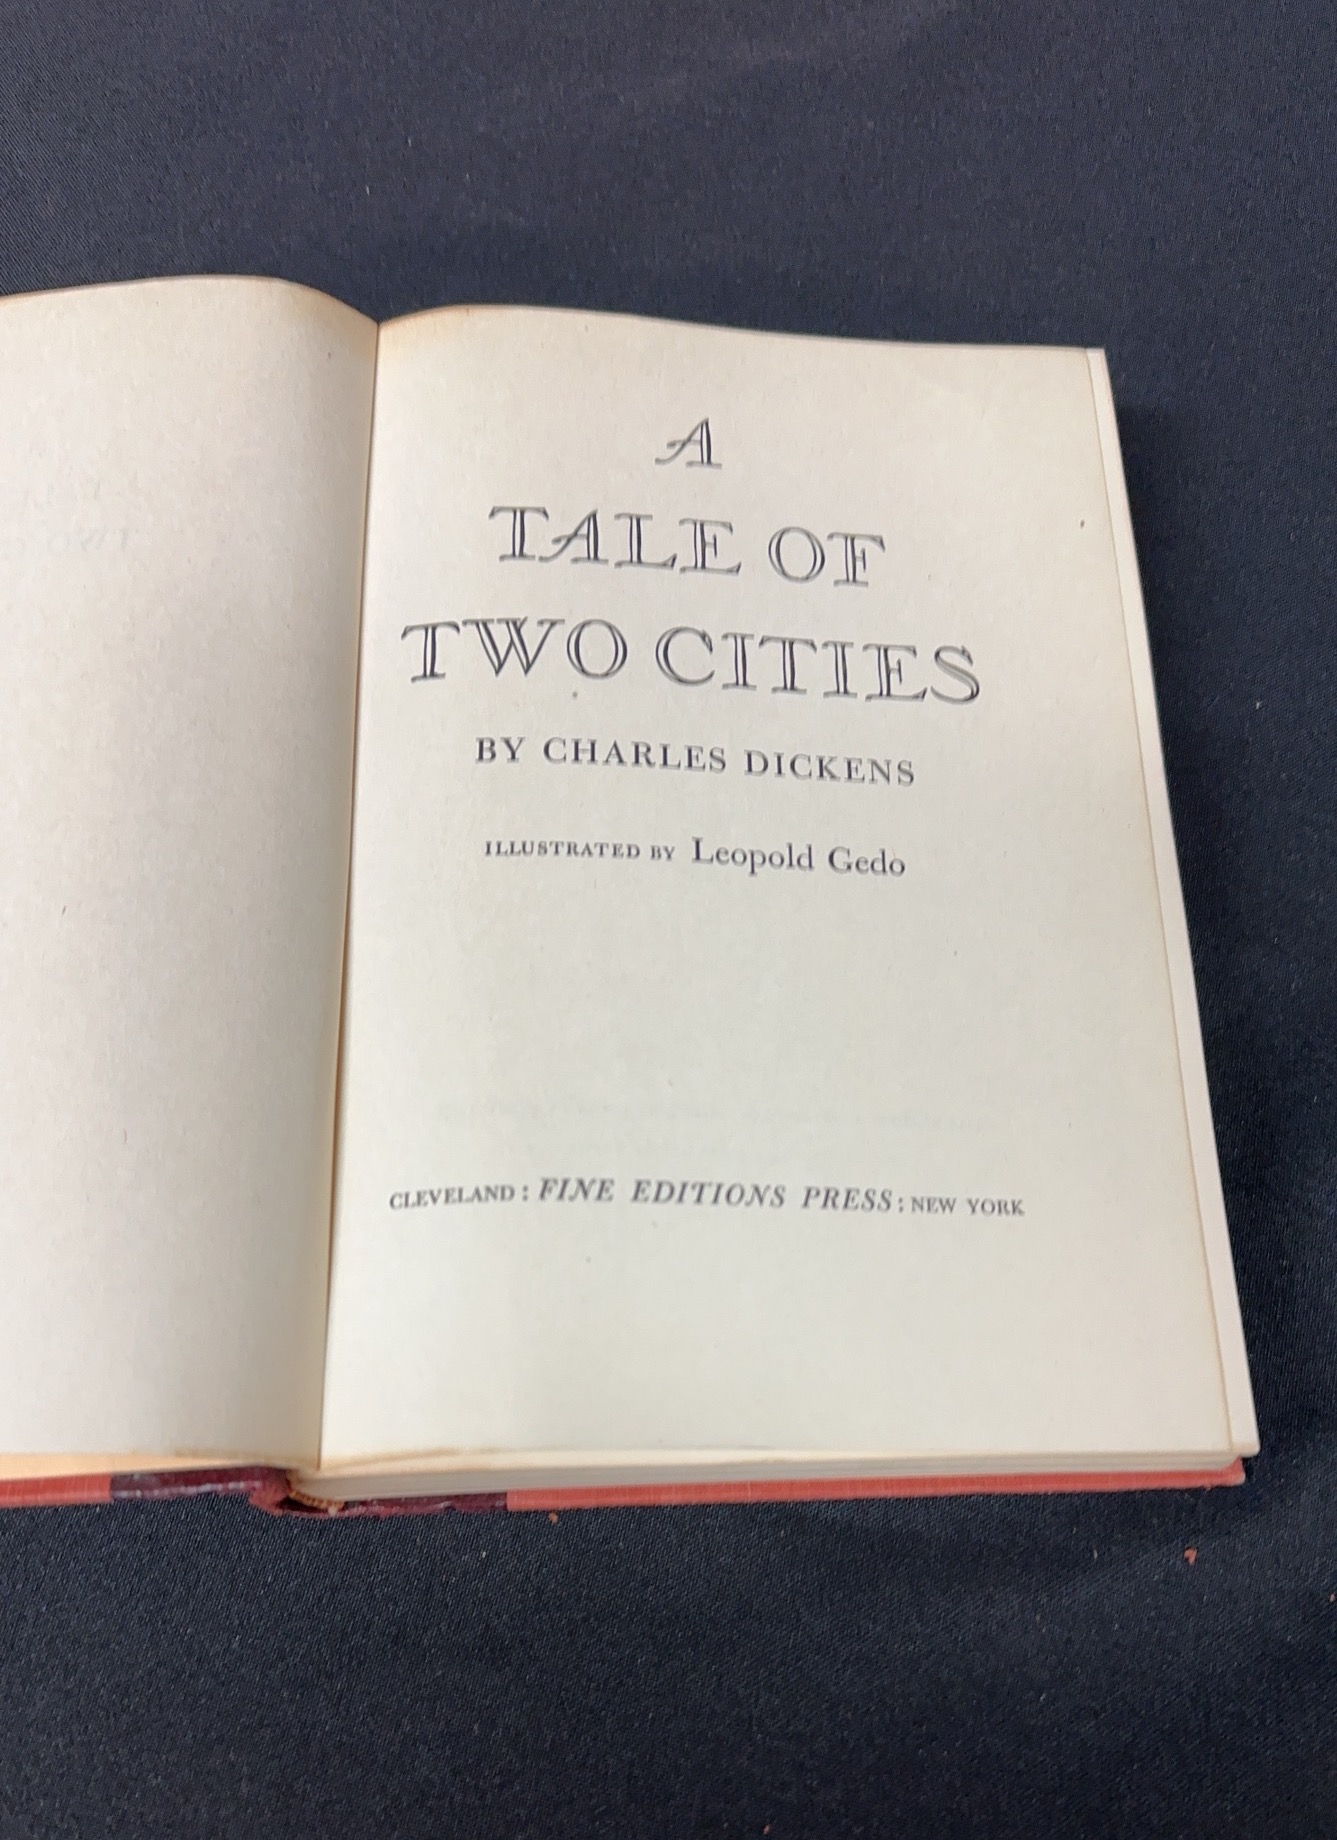 A
TALE OF
TWO CITIES
BY CHARLES DICKENS
ILLUSTRATED BY Leopold Gedo
CLEVELAND: FINE EDITIONS PRESS: NEW YORK